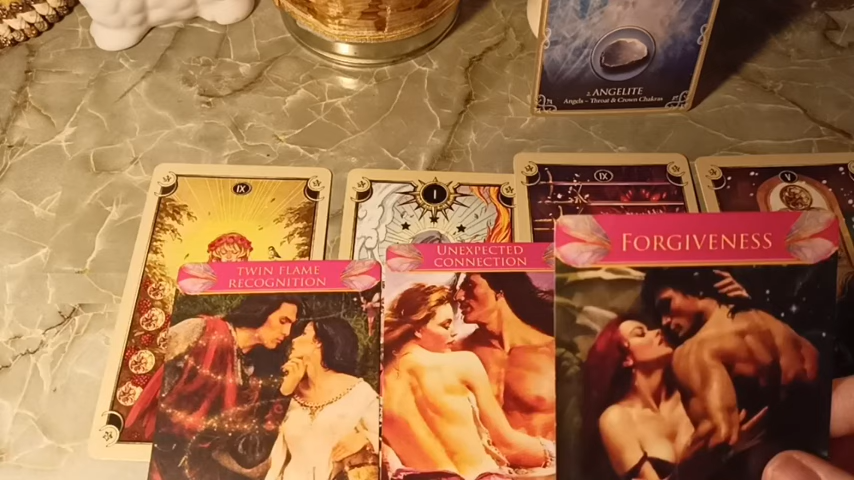 ANGELITE
Angels ~ Throat & Crown Chakras
IX
I
IX
V
TWIN FLAME
RECOGNITION
UNEXPECTED
CONNECTION
FORGIVENESS